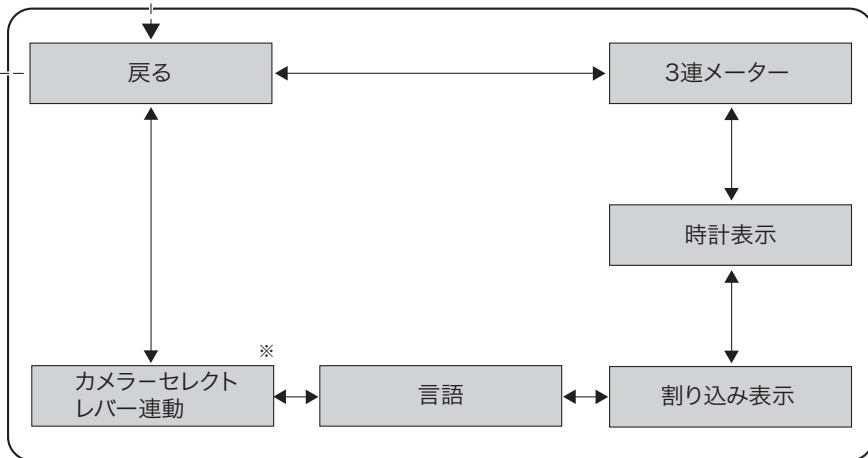 戻る
3連メーター
時計表示
※
カメラーセレクト
レバー連動
言語
割り込み表示